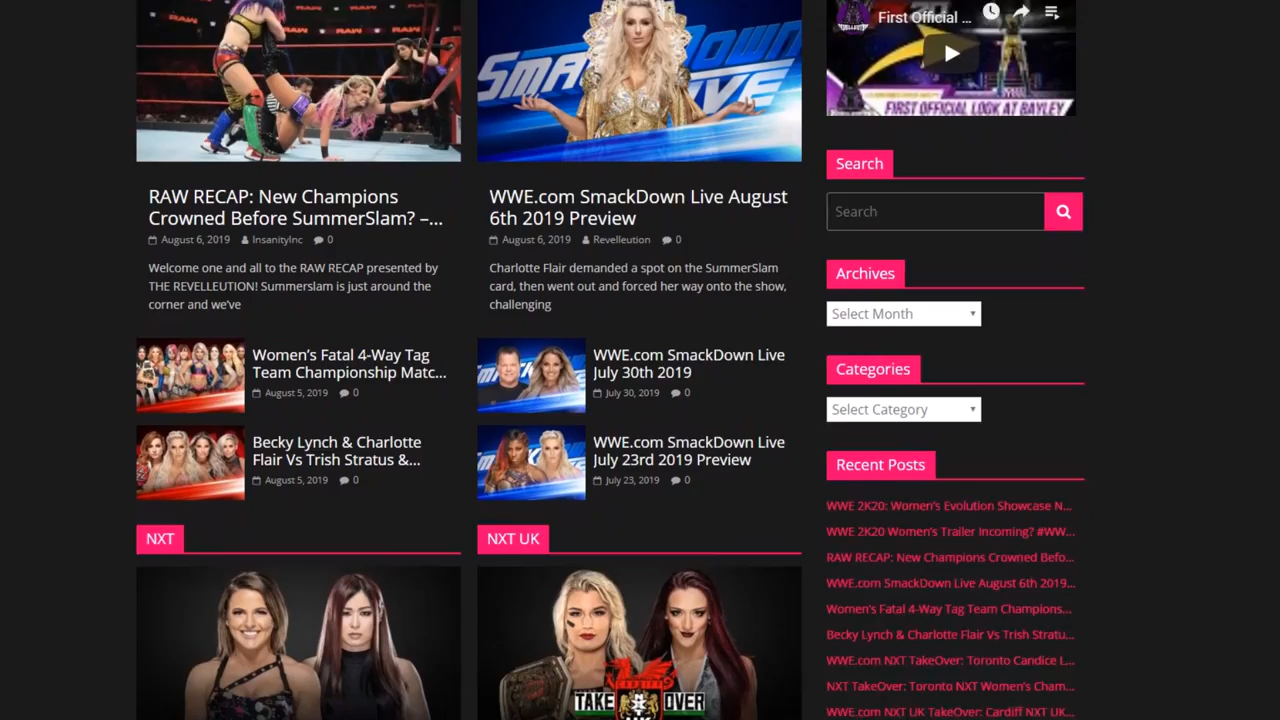 RAW
RAW
SMACKDOWN
LIVE
First Official ...
FIRST OFFICIAL LOOK AT BAYLEY
RAW RECAP: New Champions
Crowned Before SummerSlam? –...
August 6, 2019 InsanityInc 0
Welcome one and all to the RAW RECAP presented by
THE REVELLEUTION! Summerslam is just around the
corner and we've
Women's Fatal 4-Way Tag
Team Championship Matc...
August 5, 2019 0
Becky Lynch & Charlotte
Flair Vs Trish Stratus &...
August 5, 2019 0
WWE.com SmackDown Live August
6th 2019 Preview
August 6, 2019 Revelleution 0
Charlotte Flair demanded a spot on the SummerSlam
card, then went out and forced her way onto the show,
challenging
WWE.com SmackDown Live
July 30th 2019
July 30, 2019 0
WWE.com SmackDown Live
July 23rd 2019 Preview
July 23, 2019 0
NXT
NXT UK
TAKE OVER
Search
Search
Archives
Select Month
Categories
Select Category
Recent Posts
WWE 2K20: Women's Evolution Showcase N...
WWE 2K20 Women's Trailer Incoming? #WW...
RAW RECAP: New Champions Crowned Befo...
WWE.com SmackDown Live August 6th 2019...
Women's Fatal 4-Way Tag Team Champions...
Becky Lynch & Charlotte Flair Vs Trish Stratu...
WWE.com NXT TakeOver: Toronto Candice L...
NXT TakeOver: Toronto NXT Women's Cham...
WWE.com NXT UK TakeOver: Cardiff NXT UK...